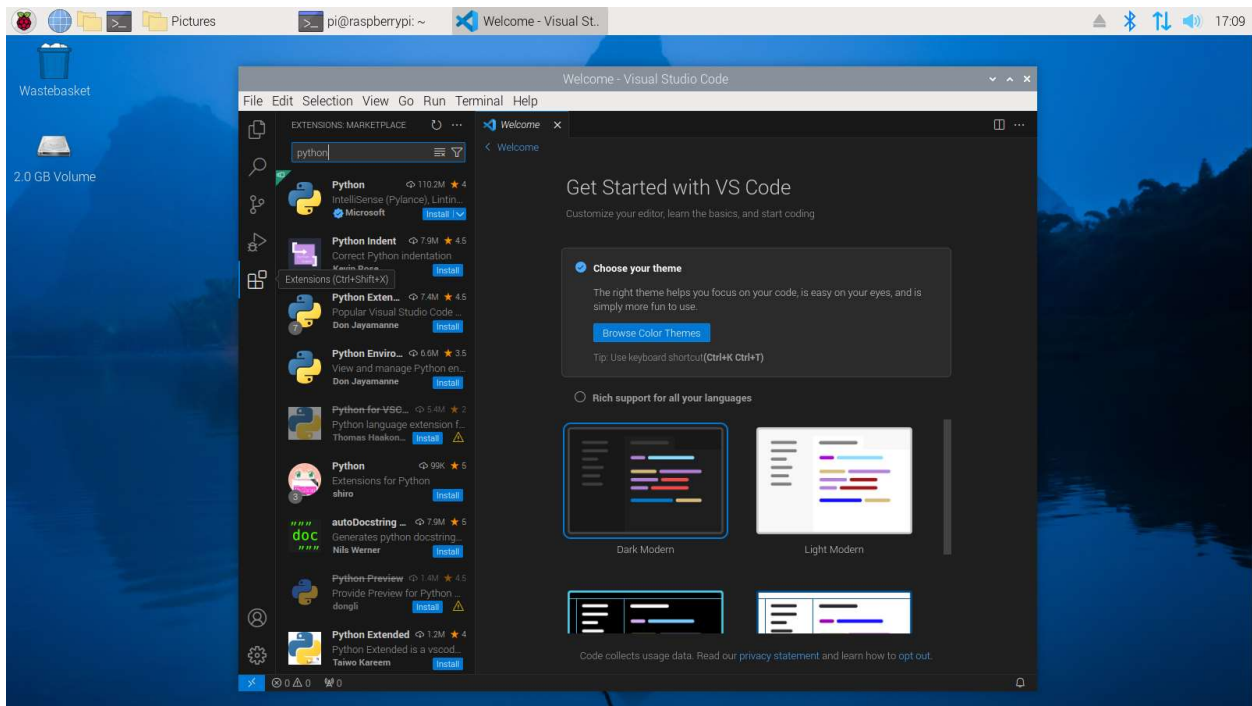 Pictures
pi@raspberrypi: ~
Welcome - Visual St..
17:09
Wastebasket
2.0 GB Volume
Welcome - Visual Studio Code
File Edit Selection View Go Run Terminal Help
EXTENSIONS: MARKETPLACE
python
Python 110.2M ★ 4
IntelliSense (Pylance), Lintin...
Microsoft Install
Python Indent 7.9M ★ 4.5
Correct Python indentation
Kevin Rose Install
Extensions (Ctrl+Shift+X)
Python Exten... 7.4M ★ 4.5
Popular Visual Studio Code ...
7 Don Jayamanne Install
Python Enviro... 6.6M ★ 3.5
View and manage Python en...
Don Jayamanne Install
Python for VSC... 5.4M ★ 2
Python language extension f...
Thomas Haakon... Install
Python 99K ★ 5
Extensions for Python
3 shiro Install
autoDocstring ... 7.9M ★ 5
""" doc """ Generates python docstring...
Nils Werner Install
Python Preview 1.4M ★ 4.5
Provide Preview for Python ...
dongli Install
Python Extended 1.2M ★ 4
Python Extended is a vscod...
Taiwo Kareem Install
0 0 0
Welcome
< Welcome
Get Started with VS Code
Customize your editor, learn the basics, and start coding
Choose your theme
The right theme helps you focus on your code, is easy on your eyes, and is
simply more fun to use.
Browse Color Themes
Tip: Use keyboard shortcut(Ctrl+K Ctrl+T)
Rich support for all your languages
Dark Modern
Light Modern
Code collects usage data. Read our privacy statement and learn how to opt out.